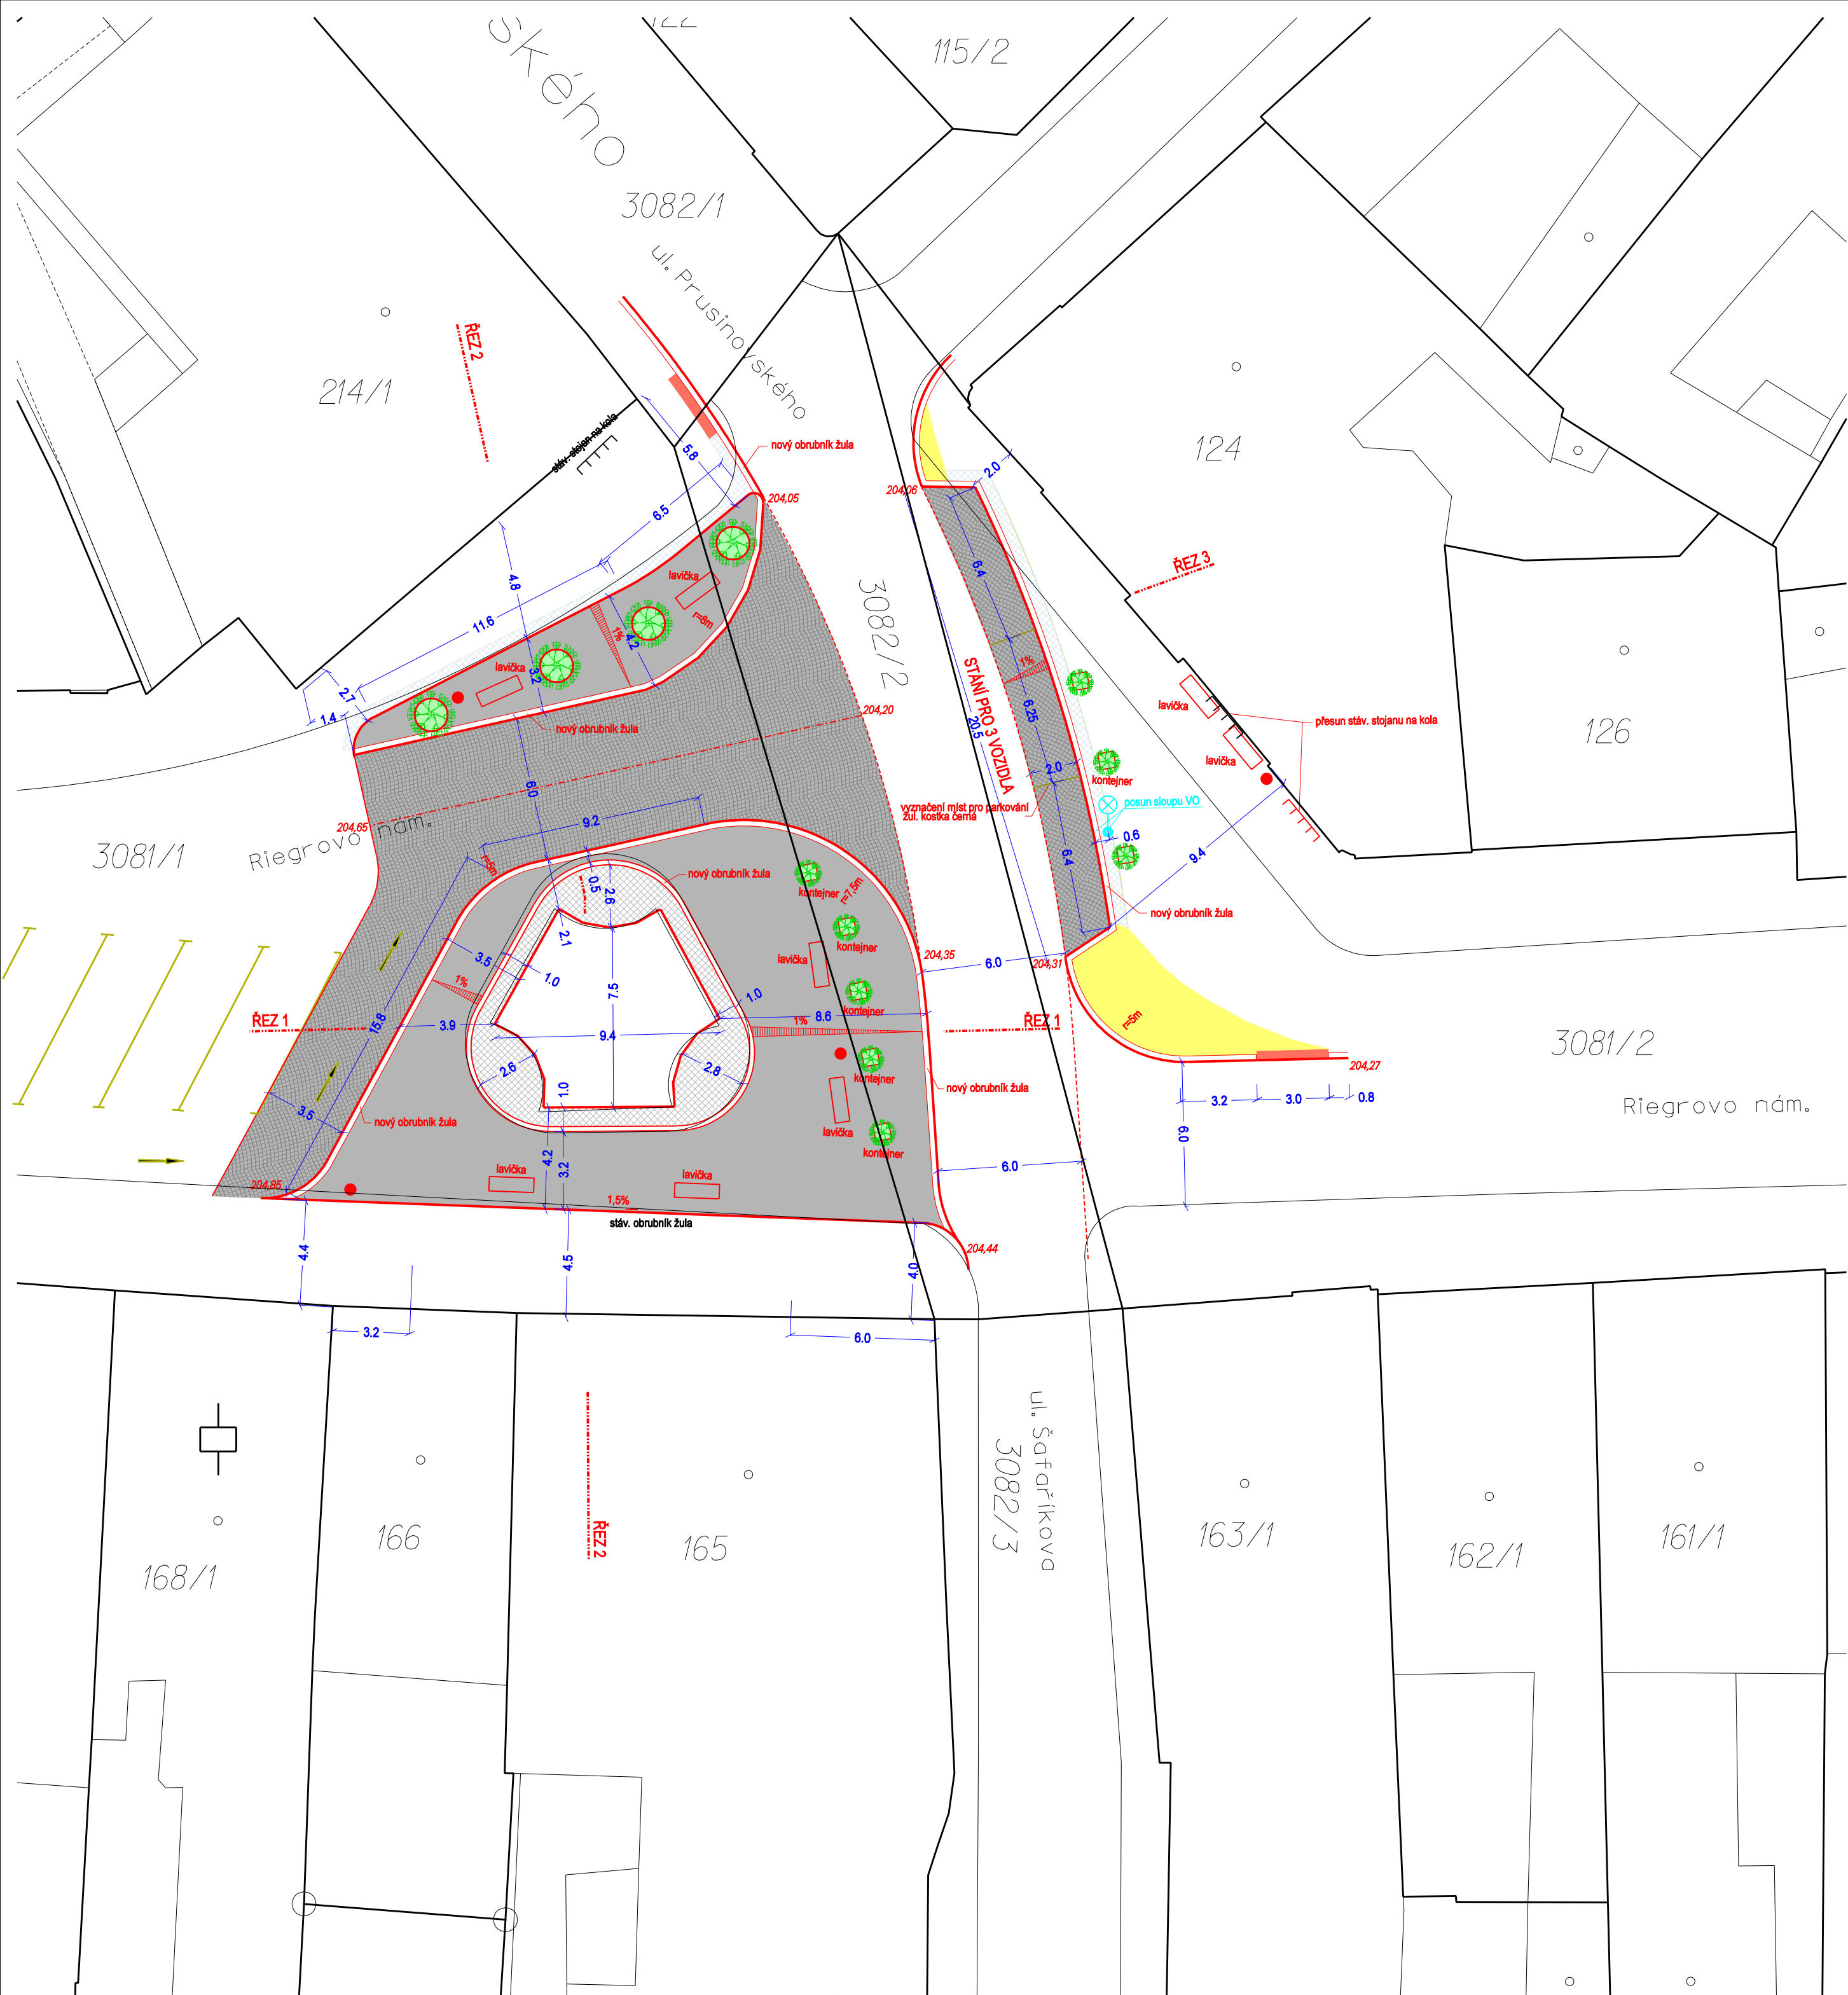 ského
122
115/2
3082/1
ul. Prusinovského
ŘEZ 2
214/1
stáv. stojan na kola
5.8
nový obrubník žula
124
2.0
204,06
204,05
6.5
6.4
ŘEZ 3
4.8
lavička
r=8m
3082/2
11.6
1%
4.2
lavička
3.2
STÁNÍ PRO 3 VOZIDLA
1%
2.7
1.4
6.25
lavička
204,20
nový obrubník žula
20.5
přesun stáv. stojanu na kola
126
lavička
2.0
kontejner
6.0
posun sloupu VO
vyznačení míst pro parkování
žul. kostka černá
204,65
9.2
0.6
3081/1
Riegrovo nám.
r=5m
6.4
9.4
nový obrubník žula
0.5
2.6
kontejner
r=7,5m
nový obrubník žula
2.1
kontejner
204,35
3.5
1.0
lavička
6.0
204,31
1%
7.5
1.0
kontejner
8.6
1%
ŘEZ 1
15.8
3.9
9.4
ŘEZ 1
r=5m
3081/2
2.6
2.8
kontejner
204,27
1.0
nový obrubník žula
3.2
3.0
0.8
3.5
nový obrubník žula
lavička
Riegrovo nám.
6.0
kontejner
4.2
3.2
lavička
lavička
6.0
204,85
1,5%
stáv. obrubník žula
204,44
4.4
4.5
4.0
3.2
6.0
ul. Šafaříkova
3082/3
ŘEZ 2
168/1
166
165
163/1
162/1
161/1